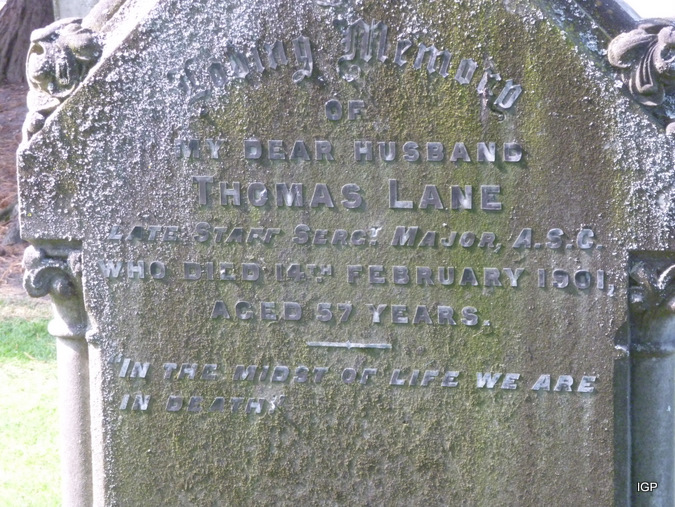 Loving Memory
OF
MY DEAR HUSBAND
THOMAS LANE
LATE STAFF SERGT MAJOR, A.S.C.
WHO DIED 14TH FEBRUARY 1901,
AGED 57 YEARS.
"IN THE MIDST OF LIFE WE ARE
IN DEATH."
IGP